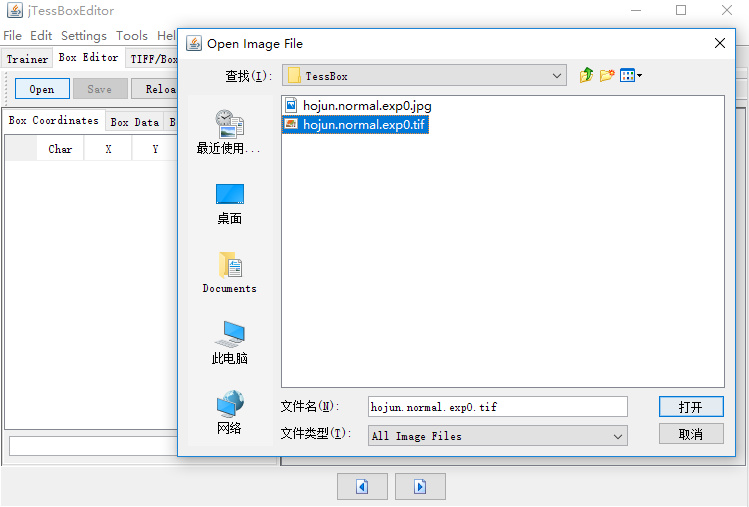 jTessBoxEditor
File Edit Settings Tools Hel
Trainer Box Editor TIFF/Box
Open Save Reloa
Box Coordinates Box Data B
Char X Y
Open Image File
查找(I): TessBox
hojun.normal.exp0.jpg
hojun.normal.exp0.tif
最近使用...
桌面
Documents
此电脑
网络
文件名(N): hojun.normal.exp0.tif 打开
文件类型(T): All Image Files 取消